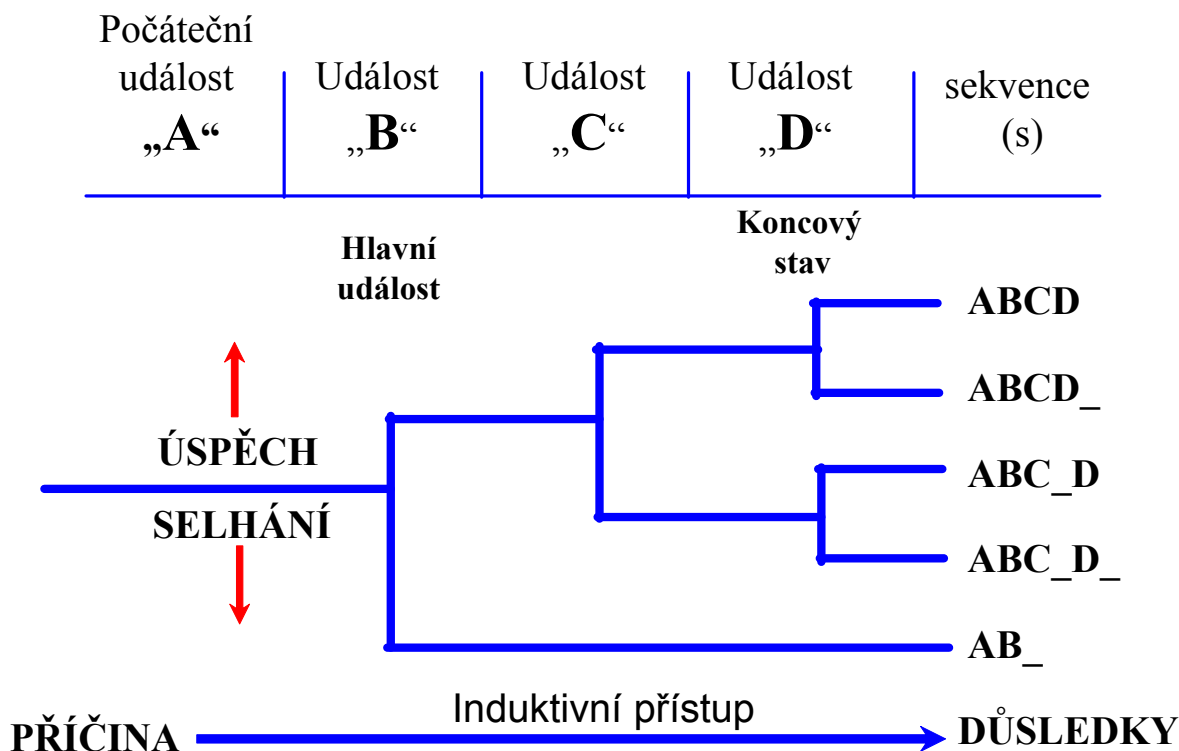 Počáteční
událost
„A“
Událost
„B“
Událost
„C“
Událost
„D“
sekvence
(s)
Hlavní
událost
Koncový
stav
ABCD
ABCD_
ÚSPĚCH
ABC_D
SELHÁNÍ
ABC_D_
AB_
Induktivní přístup
PŘÍČINA
DŮSLEDKY